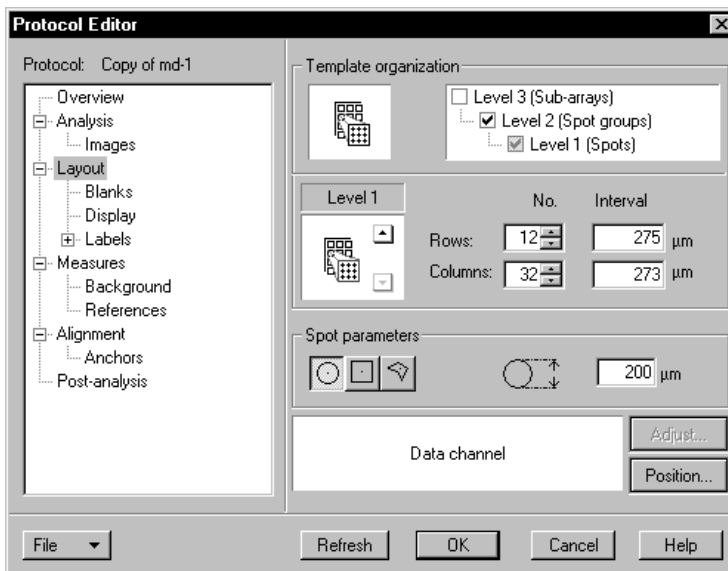 Protocol Editor
Protocol: Copy of md-1
Overview
Analysis
Images
Layout
Blanks
Display
Labels
Measures
Background
References
Alignment
Anchors
Post-analysis
Template organization
Level 3 (Sub-arrays)
Level 2 (Spot groups)
Level 1 (Spots)
Level 1
No. Interval
Rows: 12 275 µm
Columns: 32 273 µm
Spot parameters
200 µm
Data channel
Adjust...
Position...
File Refresh OK Cancel Help